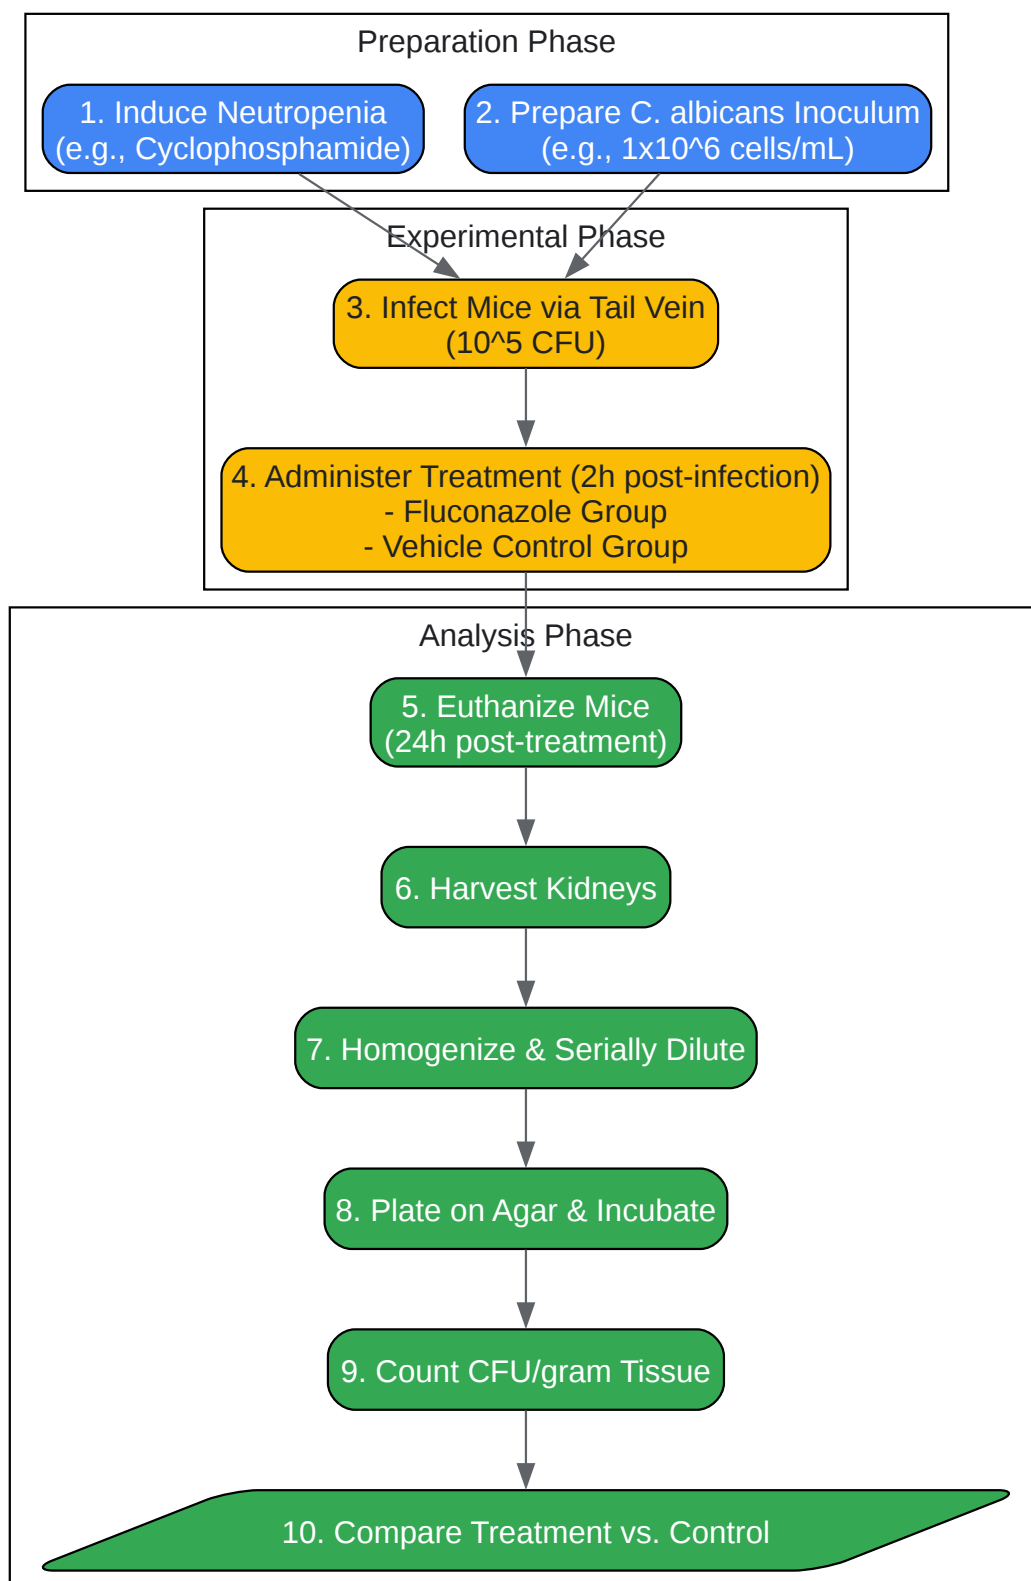 Preparation Phase
1. Induce Neutropenia
(e.g., Cyclophosphamide)
2. Prepare C. albicans Inoculum
(e.g., 1x10^6 cells/mL)
Experimental Phase
3. Infect Mice via Tail Vein
(10^5 CFU)
4. Administer Treatment (2h post-infection)
- Fluconazole Group
- Vehicle Control Group
Analysis Phase
5. Euthanize Mice
(24h post-treatment)
6. Harvest Kidneys
7. Homogenize & Serially Dilute
8. Plate on Agar & Incubate
9. Count CFU/gram Tissue
10. Compare Treatment vs. Control